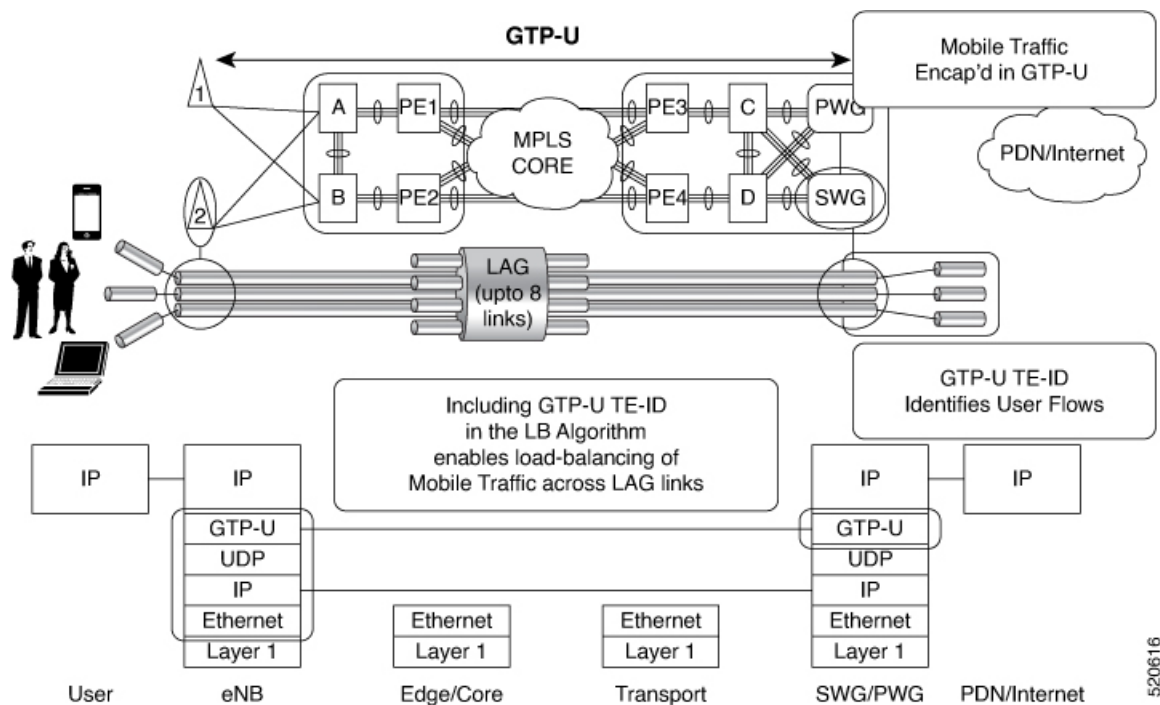 GTP-U
Mobile Traffic
Encap'd in GTP-U
1
A
PE1
MPLS
CORE
PE3
C
PWG
PDN/Internet
2
B
PE2
PE4
D
SWG
LAG
(upto 8
links)
GTP-U TE-ID
Identifies User Flows
Including GTP-U TE-ID
in the LB Algorithm
enables load-balancing of
Mobile Traffic across LAG links
IP
IP
IP
IP
GTP-U
GTP-U
UDP
UDP
IP
IP
Ethernet
Ethernet
Ethernet
Ethernet
Layer 1
Layer 1
Layer 1
Layer 1
User
eNB
Edge/Core
Transport
SWG/PWG
PDN/Internet
520616